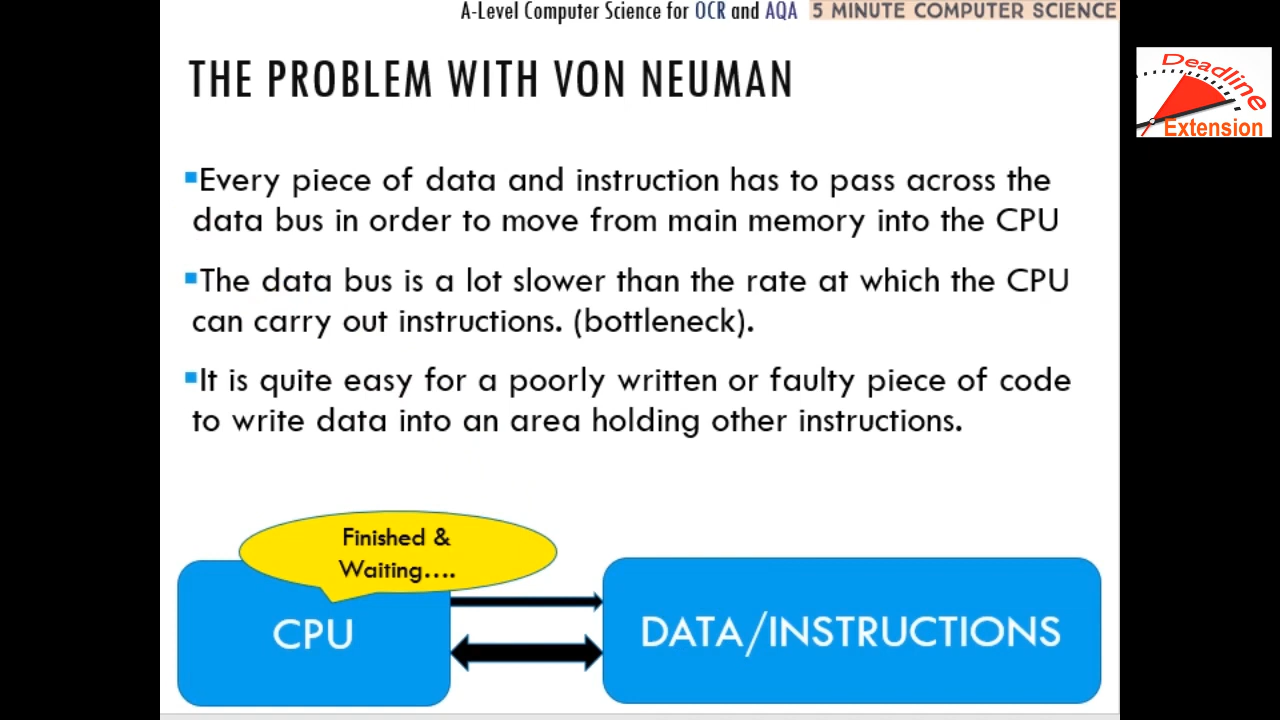 A-Level Computer Science for OCR and AQA 5 MINUTE COMPUTER SCIENCE
Deadline
Extension
THE PROBLEM WITH VON NEUMAN
▪Every piece of data and instruction has to pass across the
data bus in order to move from main memory into the CPU
▪The data bus is a lot slower than the rate at which the CPU
can carry out instructions. (bottleneck).
▪It is quite easy for a poorly written or faulty piece of code
to write data into an area holding other instructions.
Finished &
Waiting....
CPU
DATA/INSTRUCTIONS